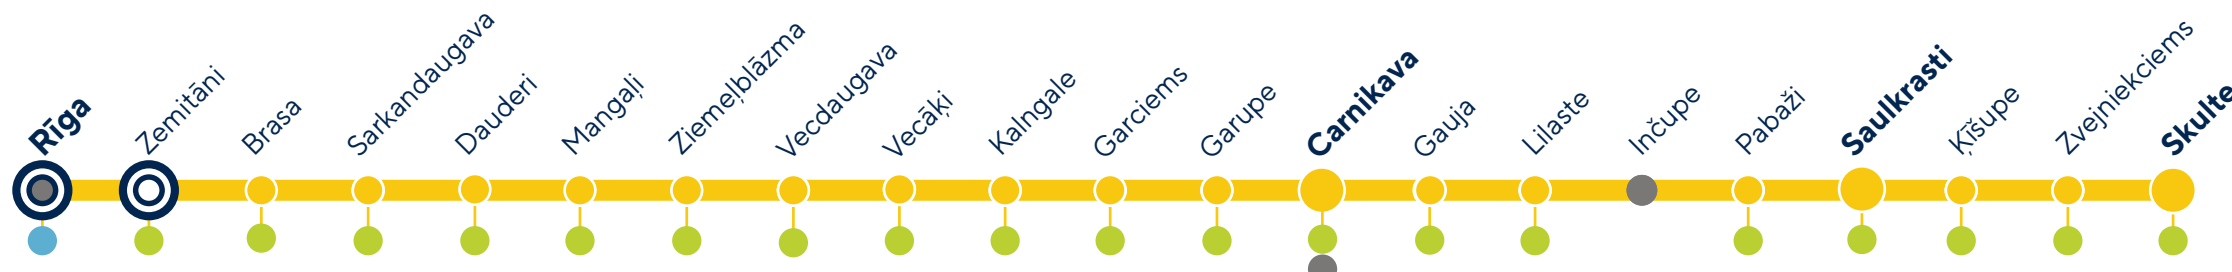 Rīga
Zemitāni
Brasa
Sarkandaugava
Dauderi
Mangaļi
Ziemeļblāzma
Vecdaugava
Vecāķi
Kalngale
Garciems
Garupe
Carnikava
Gauja
Lilaste
Inčupe
Pabaži
Saulkrasti
Ķīšupe
Zvejniekciems
Skulte